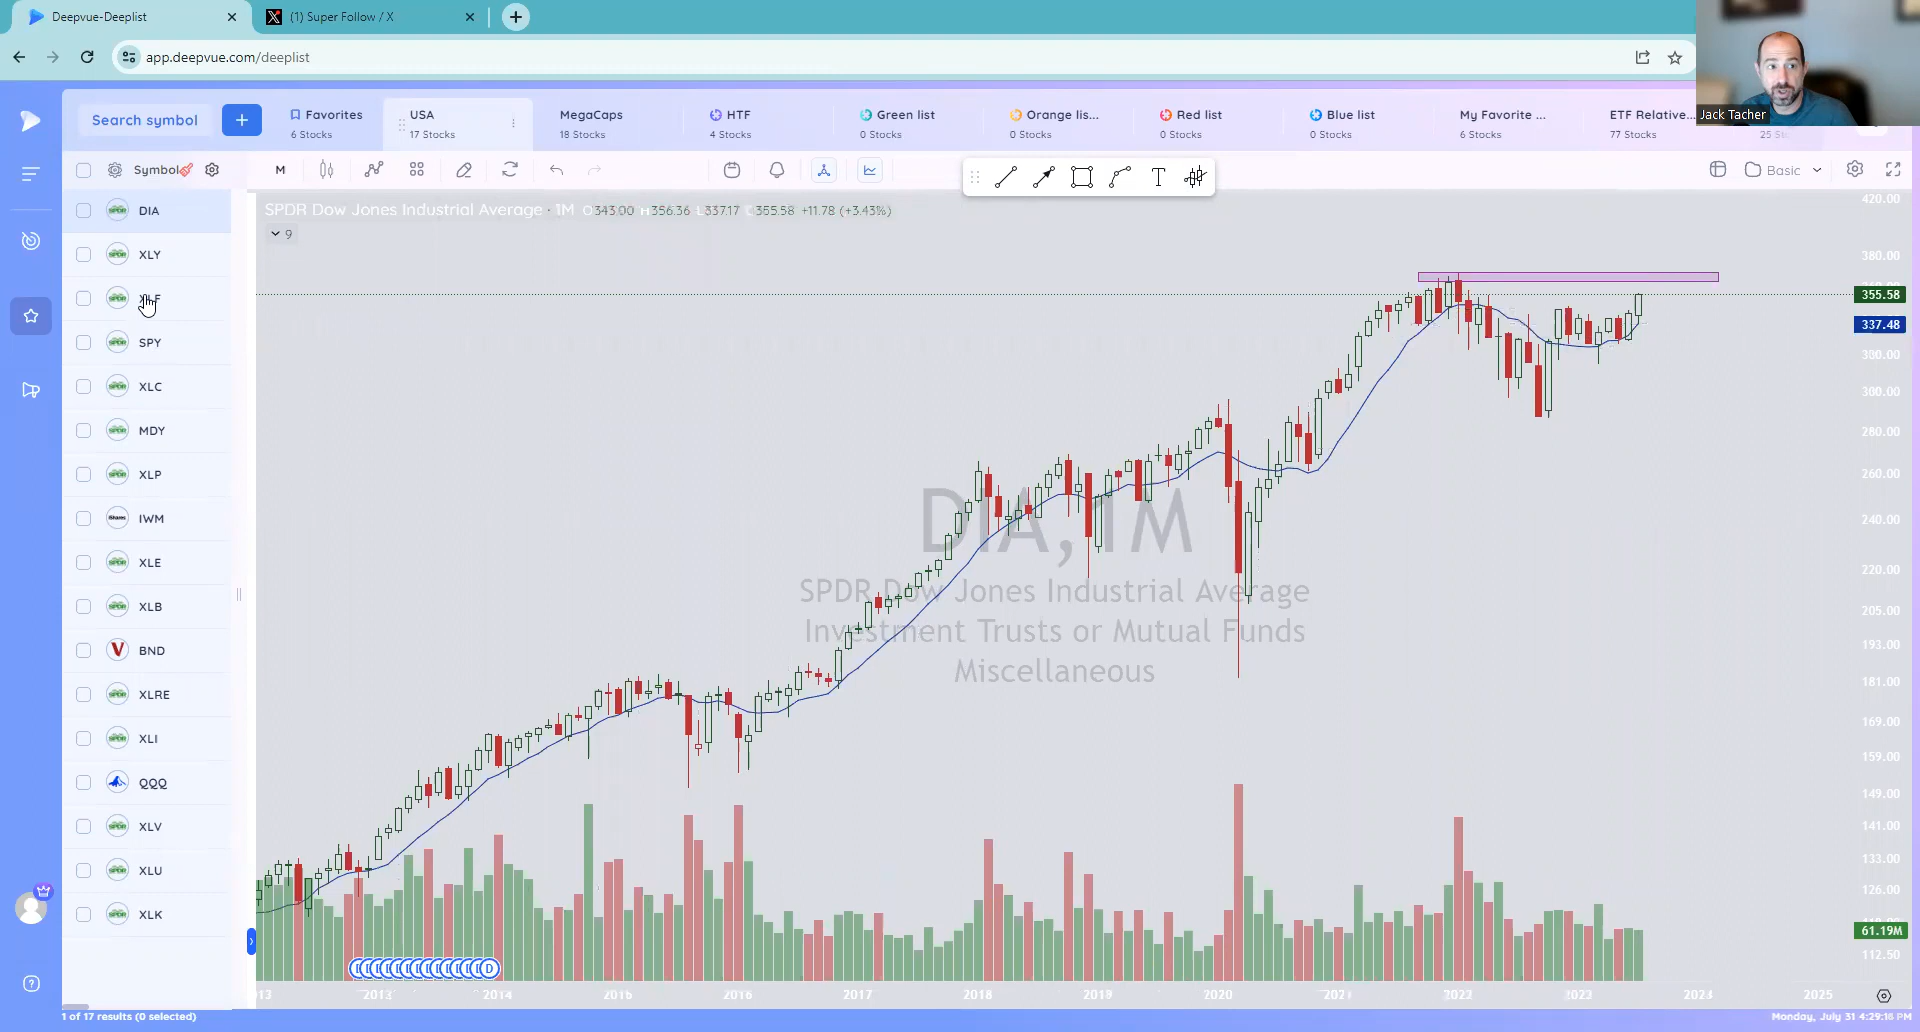 Deepvue-Deeplist
(1) Super Follow / X
app.deepvue.com/deeplist
Jack Tacher
Search symbol
+
Favorites
6 Stocks
USA
17 Stocks
MegaCaps
18 Stocks
HTF
4 Stocks
Green list
0 Stocks
Orange lis...
0 Stocks
Red list
0 Stocks
Blue list
0 Stocks
My Favorite ...
6 Stocks
ETF Relative...
77 Stocks
Symbol
M
T
Basic
DIA
XLY
XLF
SPY
XLC
MDY
XLP
IWM
XLE
XLB
BND
XLRE
XLI
QQQ
XLV
XLU
XLK
SPDR Dow Jones Industrial Average · 1M O343.00 H356.36 L337.17 C355.58 +11.78 (+3.43%)
9
DIA,1M
SPDR Dow Jones Industrial Average
Investment Trusts or Mutual Funds
Miscellaneous
420.00
380.00
355.58
337.48
300.00
280.00
260.00
240.00
220.00
205.00
193.00
181.00
169.00
159.00
149.00
141.00
133.00
126.00
61.19M
112.50
2013 2014 2015 2016 2017 2018 2019 2020 2021 2022 2023 2024 2025
1 of 17 results (0 selected)
Monday, July 31 4:29:16 PM